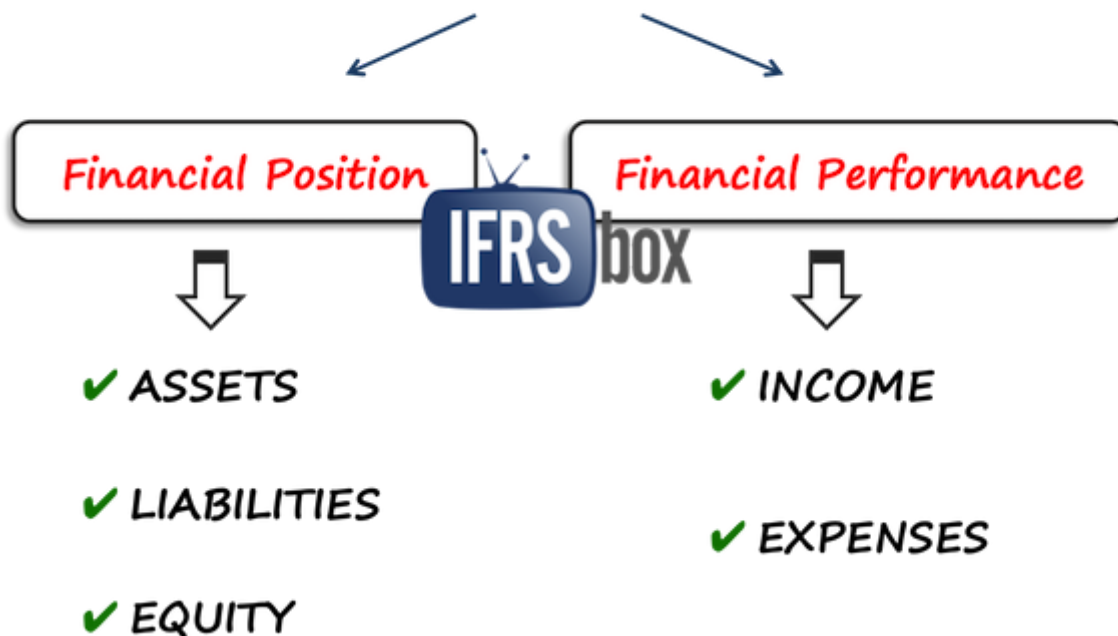 Financial Position
Financial Performance
IFRS box
ASSETS
LIABILITIES
EQUITY
INCOME
EXPENSES